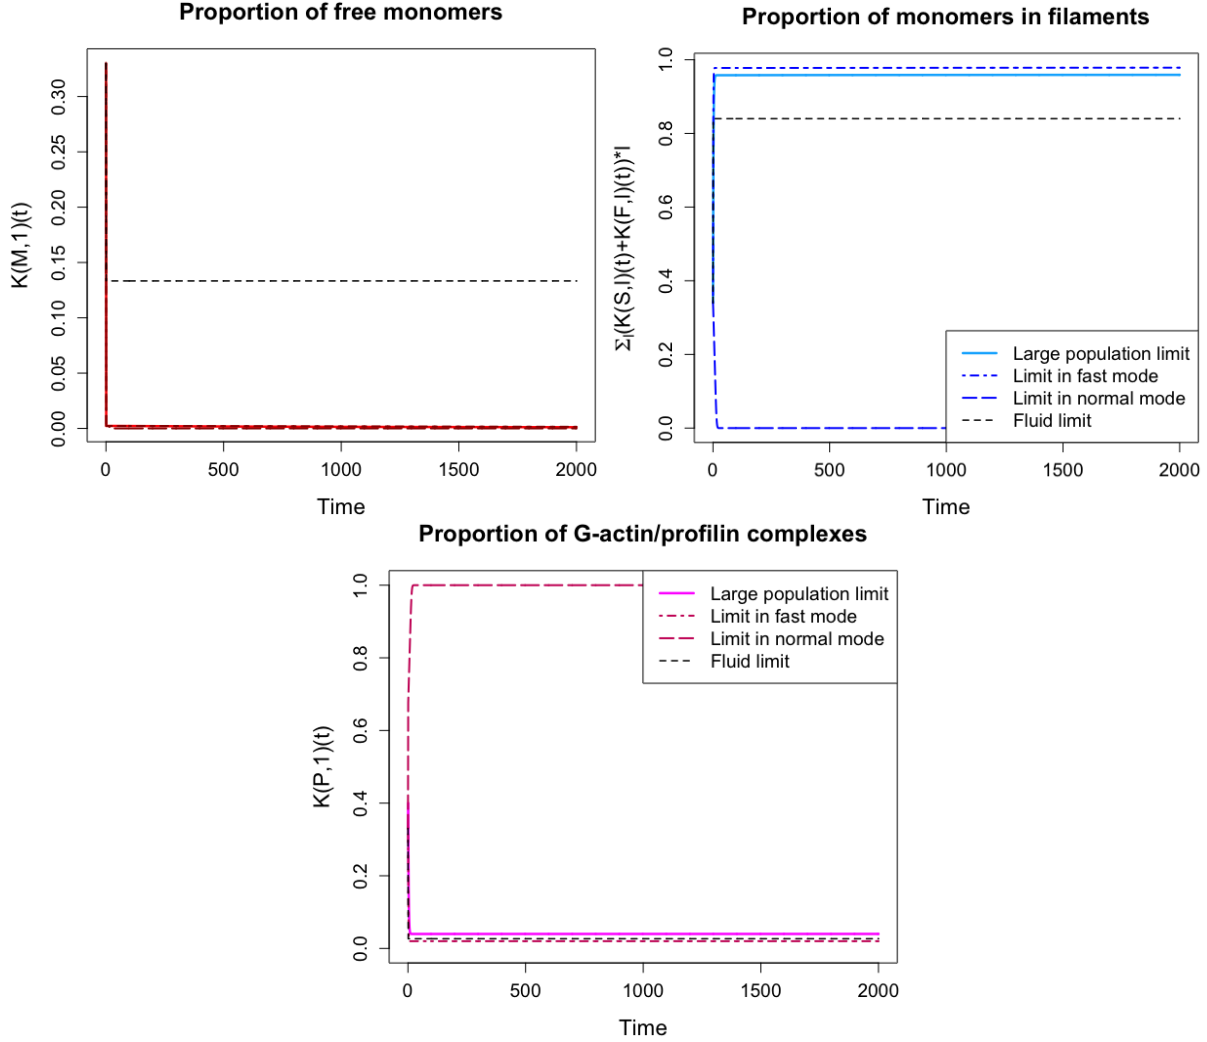 Proportion of free monomers
K(M,1)(t)
0.30
0.25
0.20
0.15
0.10
0.05
0.00
0 500 1000 1500 2000
Time
Proportion of monomers in filaments
Σl(K(S,l)(t)+K(F,l)(t))*l
1.0
0.8
0.6
0.4
0.2
0.0
Large population limit
Limit in fast mode
Limit in normal mode
Fluid limit
0 500 1000 1500 2000
Time
Proportion of G-actin/profilin complexes
K(P,1)(t)
1.0
0.8
0.6
0.4
0.2
0.0
Large population limit
Limit in fast mode
Limit in normal mode
Fluid limit
0 500 1000 1500 2000
Time